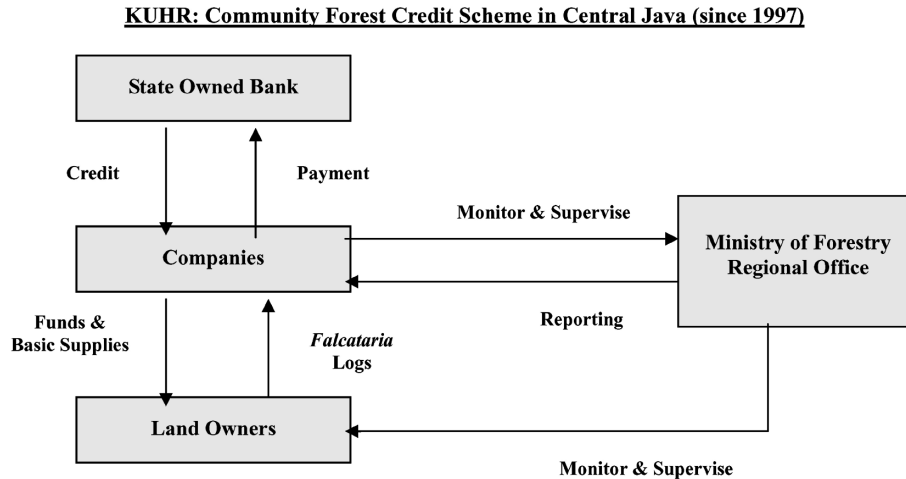 KUHR: Community Forest Credit Scheme in Central Java (since 1997)
State Owned Bank
Credit
Payment
Monitor & Supervise
Companies
Ministry of Forestry
Regional Office
Reporting
Funds &
Basic Supplies
Falcataria
Logs
Land Owners
Monitor & Supervise